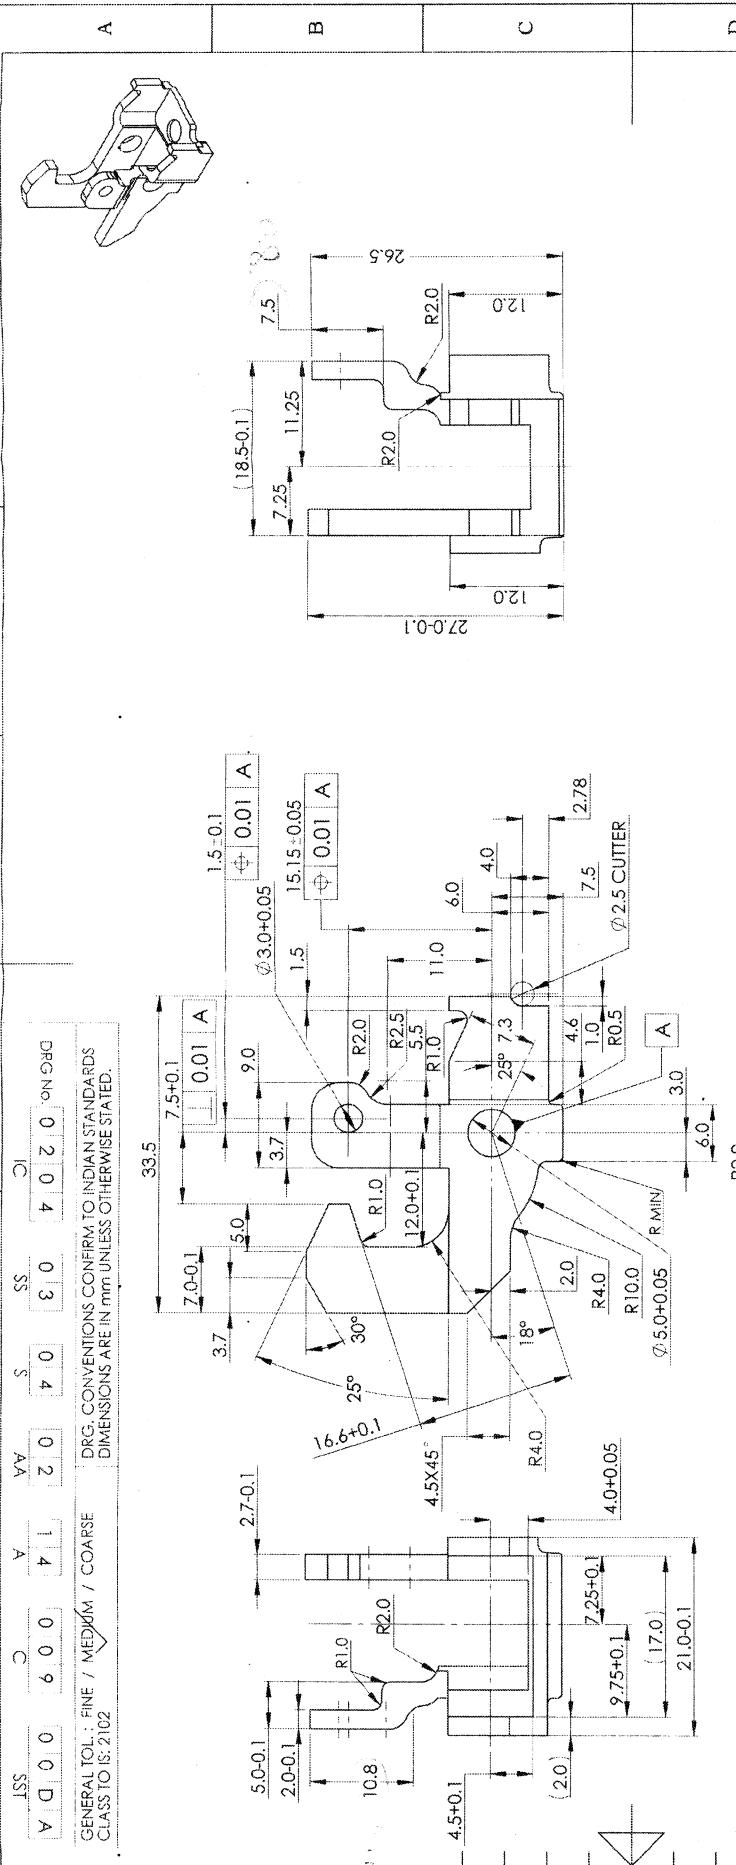 A
B
C
D
7.5
26.5
(18.5-0.1)
11.25
7.25
R2.0
R2.0
12.0
12.0
27.0-0.1
1.5±0.1
⌖ 0.01 A
15.15±0.05
⌖ 0.01 A
Ø3.0+0.05
33.5
7.5+0.1
⊥ 0.01 A
9.0
3.7
1.5
11.0
R2.0
R2.5
5.5
R1.0
6.0
4.0
2.78
7.5
Ø2.5 CUTTER
7.3
25°
4.6
1.0
R0.5
A
3.0
6.0
R MIN
R10.0
R4.0
Ø5.0+0.05
2.0
18°
R1.0
12.0+0.1
5.0
7.0-0.1
3.7
30°
25°
16.6+0.1
4.5X45°
R4.0
2.7-0.1
4.0+0.05
R1.0
R2.0
5.0-0.1
2.0-0.1
10.8)
4.5+0.1
(2.0)
7.25+0.1
9.75+0.1
(17.0)
21.0-0.1
DRG. CONVENTIONS CONFIRM TO INDIAN STANDARDS
DIMENSIONS ARE IN mm UNLESS OTHERWISE STATED.
GENERAL TOL.: FINE / MEDIUM / COARSE
CLASS TO IS: 2102
DRG No. 0 2 0 4 0 3 0 4 0 2 1 4 0 0 9 0 0 D A
IC SS S AA A C SST